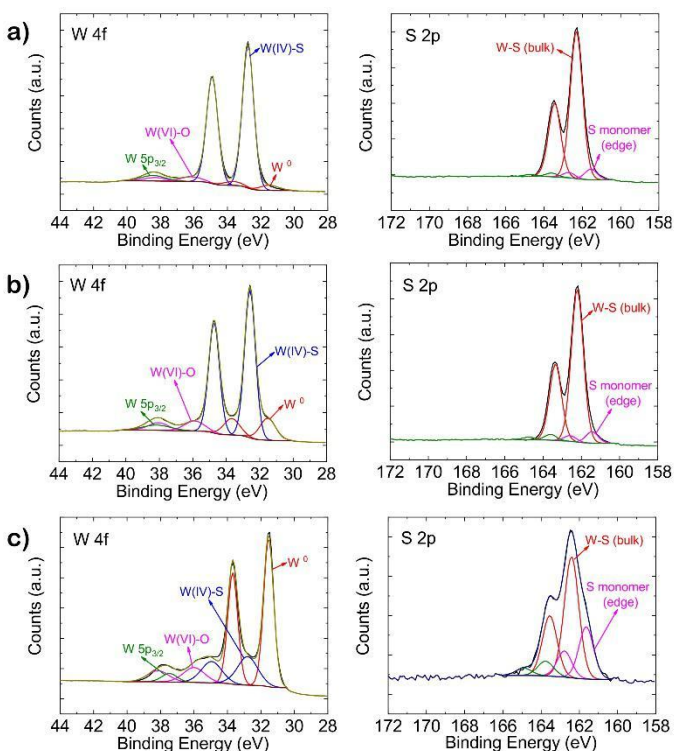 a)
W 4f
W(IV)-S
W(VI)-O
W 5p3/2
W 0
Counts (a.u.)
44 42 40 38 36 34 32 30 28
Binding Energy (eV)
S 2p
W-S (bulk)
S monomer
(edge)
Counts (a.u.)
172 170 168 166 164 162 160 158
Binding Energy (eV)
b)
W 4f
W(IV)-S
W(VI)-O
W 5p3/2
W 0
Counts (a.u.)
44 42 40 38 36 34 32 30 28
Binding Energy (eV)
S 2p
W-S (bulk)
S monomer
(edge)
Counts (a.u.)
172 170 168 166 164 162 160 158
Binding Energy (eV)
c)
W 4f
W 0
W(IV)-S
W(VI)-O
W 5p3/2
Counts (a.u.)
44 42 40 38 36 34 32 30 28
Binding Energy (eV)
S 2p
W-S (bulk)
S monomer
(edge)
Counts (a.u.)
172 170 168 166 164 162 160 158
Binding Energy (eV)